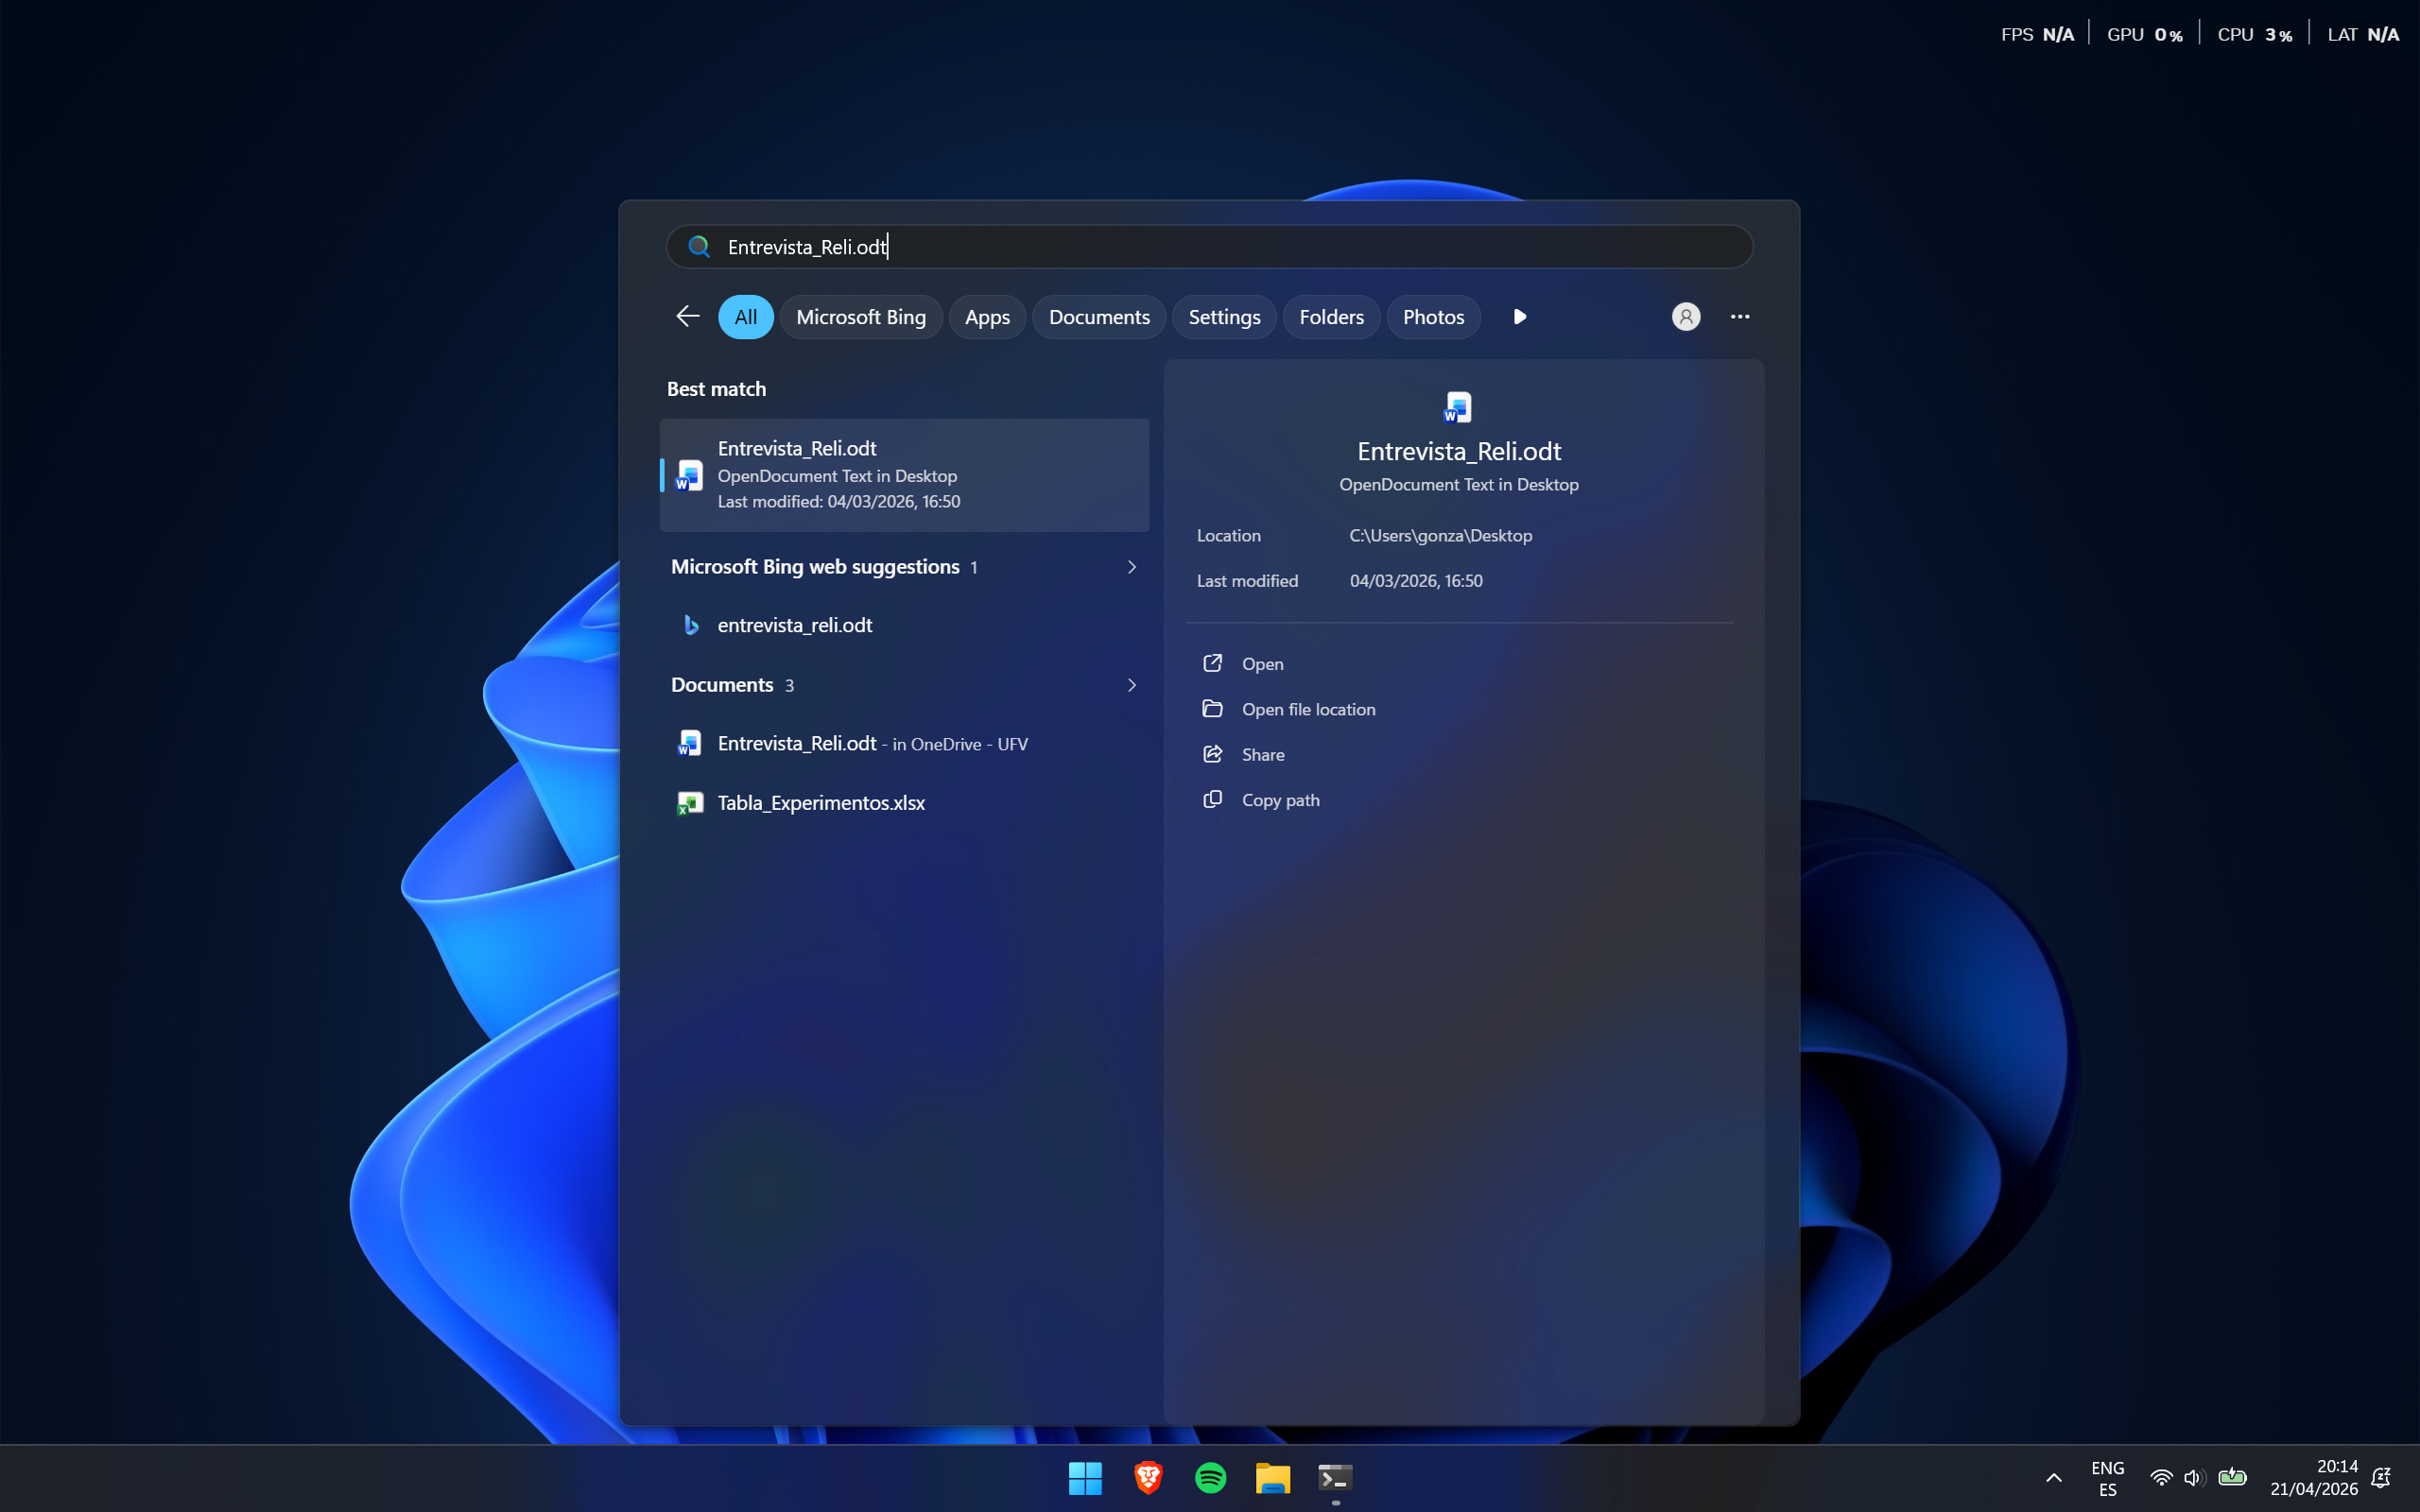 FPS N/A GPU 0% CPU 3% LAT N/A
Entrevista_Reli.odt
All Microsoft Bing Apps Documents Settings Folders Photos
Best match
Entrevista_Reli.odt
OpenDocument Text in Desktop
Last modified: 04/03/2026, 16:50
Microsoft Bing web suggestions 1
entrevista_reli.odt
Documents 3
Entrevista_Reli.odt - in OneDrive - UFV
Tabla_Experimentos.xlsx
Entrevista_Reli.odt
OpenDocument Text in Desktop
Location C:\Users\gonza\Desktop
Last modified 04/03/2026, 16:50
Open
Open file location
Share
Copy path
ENG
ES
20:14
21/04/2026